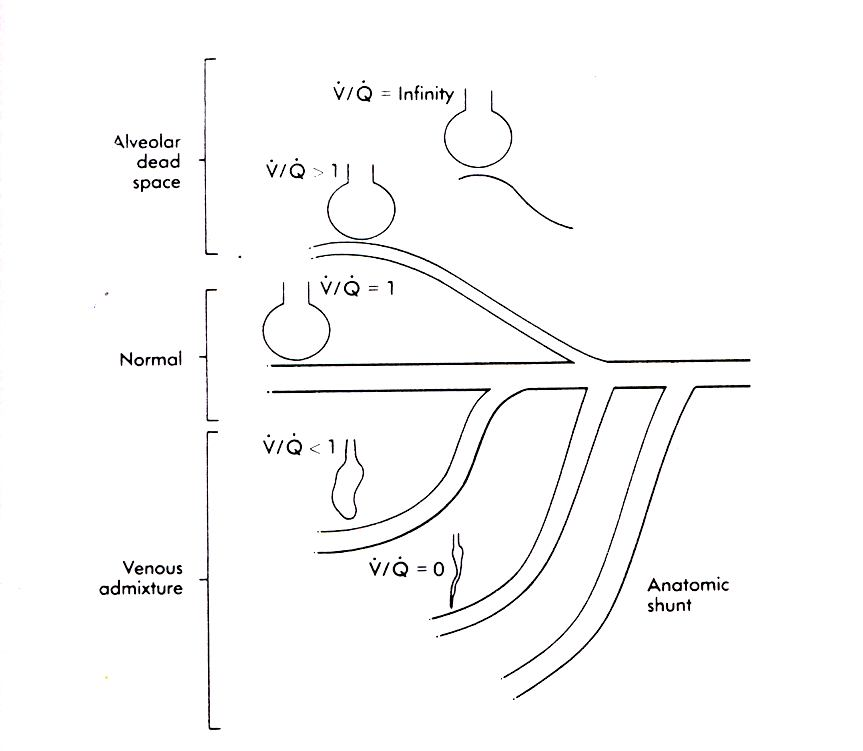 V̇/Q̇ = Infinity
Alveolar
dead
space
V̇/Q̇ > 1
V̇/Q̇ = 1
Normal
V̇/Q̇ < 1
V̇/Q̇ = 0
Venous
admixture
Anatomic
shunt